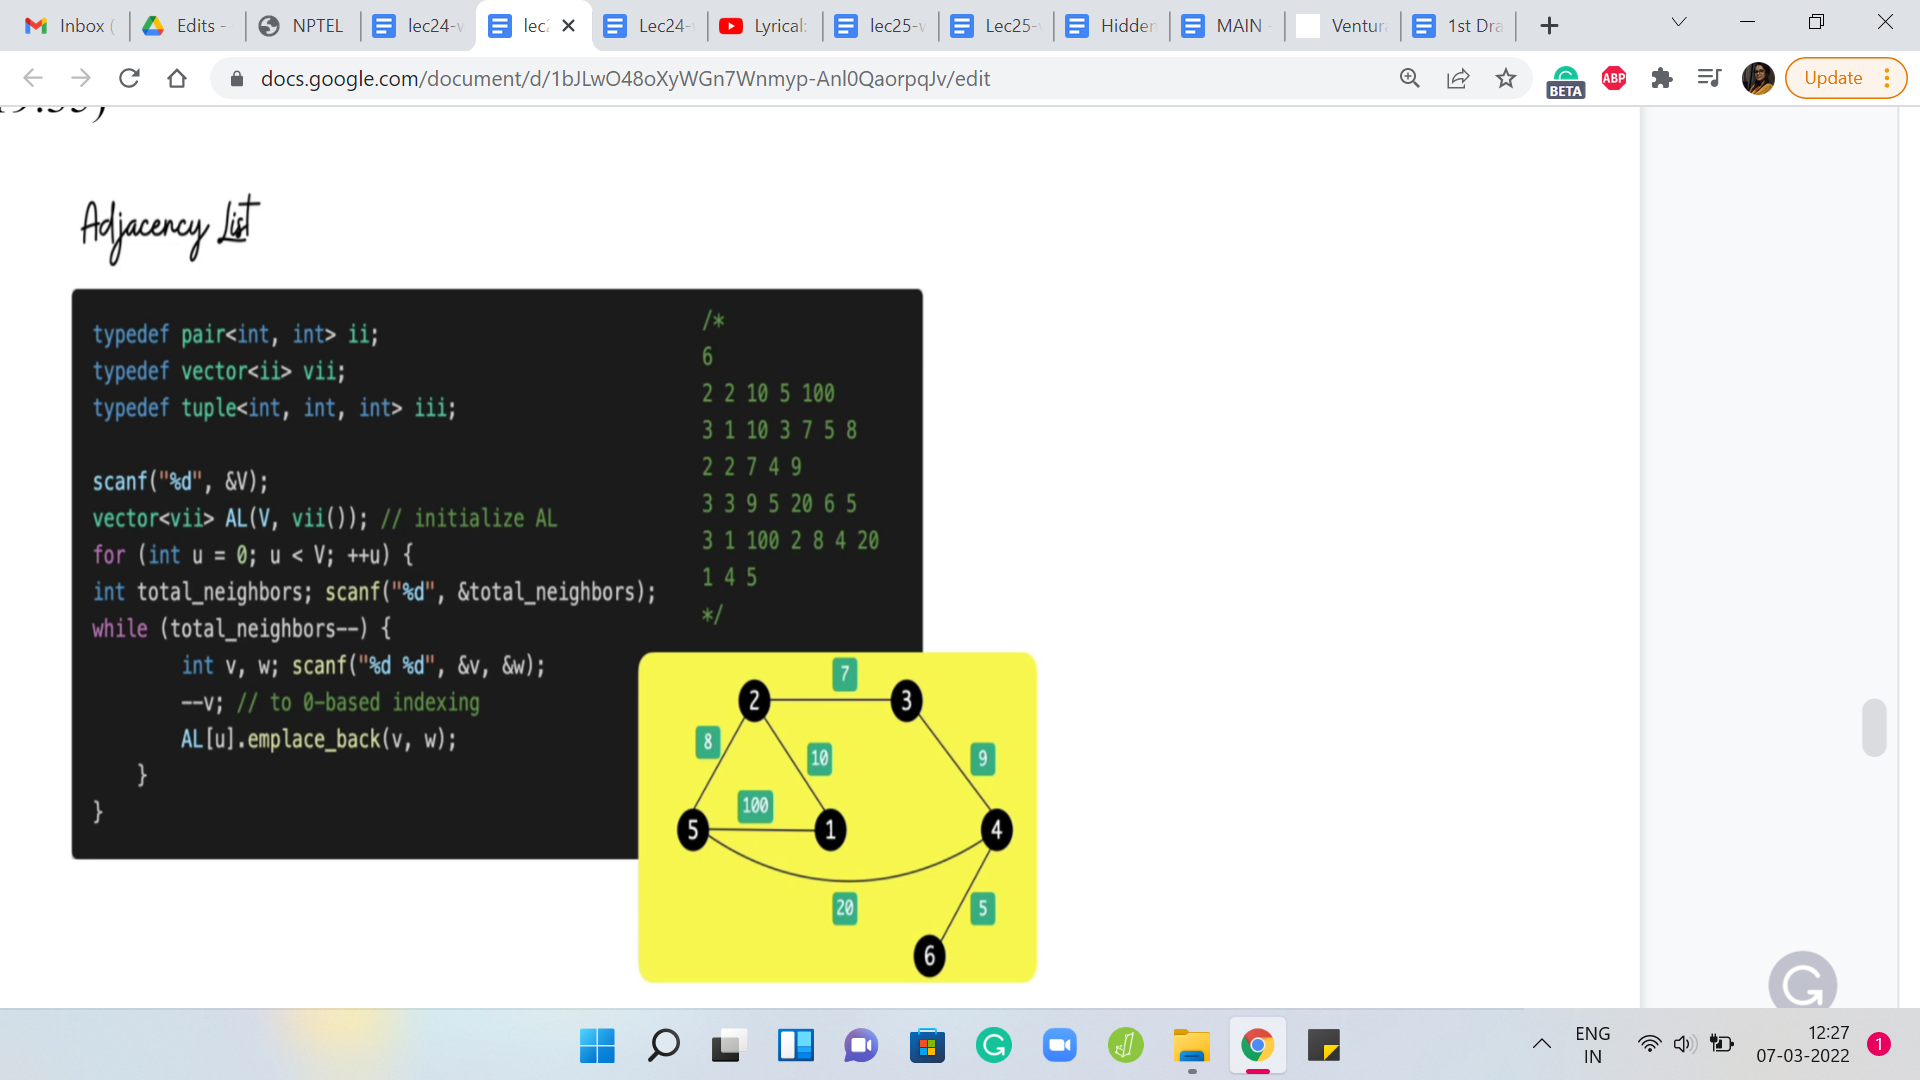 Inbox (
Edits -
NPTEL
lec24-w
lec2
Lec24-
Lyrical:
lec25-w
Lec25-
Hidden
MAIN -
Ventura
1st Dra
docs.google.com/document/d/1bJLwO48oXyWGn7Wnmyp-Anl0QaorpqJv/edit
BETA
ABP
Update
Adjacency List
typedef pair<int, int> ii;
typedef vector<ii> vii;
typedef tuple<int, int, int> iii;
scanf("%d", &V);
vector<vii> AL(V, vii()); // initialize AL
for (int u = 0; u < V; ++u) {
int total_neighbors; scanf("%d", &total_neighbors);
while (total_neighbors--) {
int v, w; scanf("%d %d", &v, &w);
--v; // to 0-based indexing
AL[u].emplace_back(v, w);
}
}
/*
6
2 2 10 5 100
3 1 10 3 7 5 8
2 2 7 4 9
3 3 9 5 20 6 5
3 1 100 2 8 4 20
1 4 5
*/
7
2
3
8
10
9
100
5
1
4
20
5
6
ENG
IN
12:27
07-03-2022
1